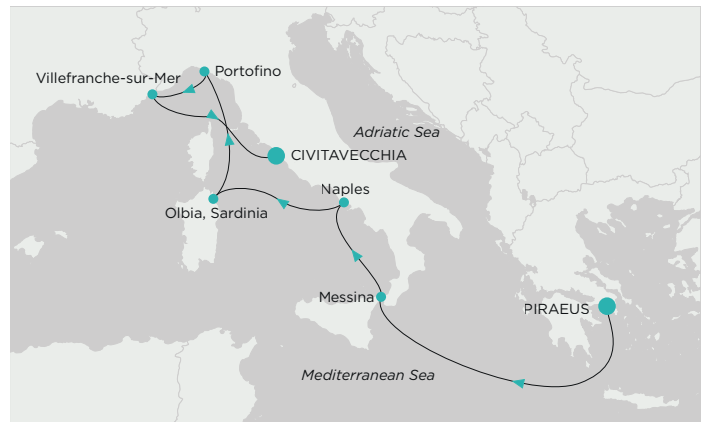 Portofino
Villefranche-sur-Mer
Adriatic Sea
CIVITAVECCHIA
Naples
Olbia, Sardinia
Messina
PIRAEUS
Mediterranean Sea